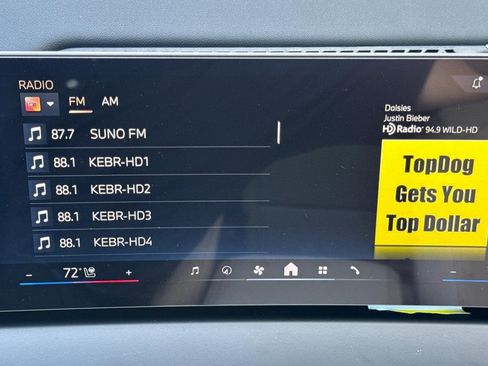 RADIO
FM AM
87.7 SUNO FM
88.1 KEBR-HD1
88.1 KEBR-HD2
88.1 KEBR-HD3
88.1 KEBR-HD4
Daisies
Justin Bieber
HD Radio 94.9 WILD-HD
TopDog
Gets You
Top Dollar
− 72° +
−